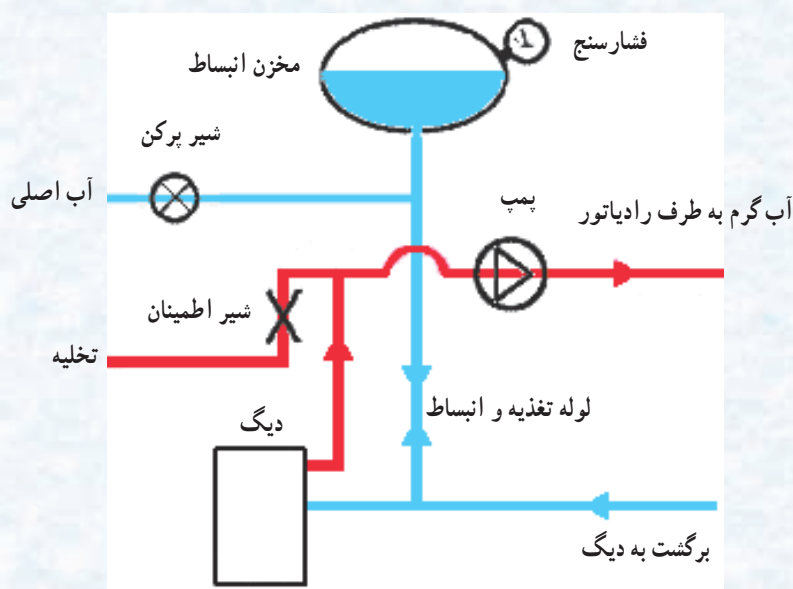 فشارسنج
مخزن انبساط
شیر پرکن
آب اصلی
پمپ
آب گرم به طرف رادیاتور
شیر اطمینان
تخلیه
لوله تغذیه و انبساط
دیگ
برگشت به دیگ